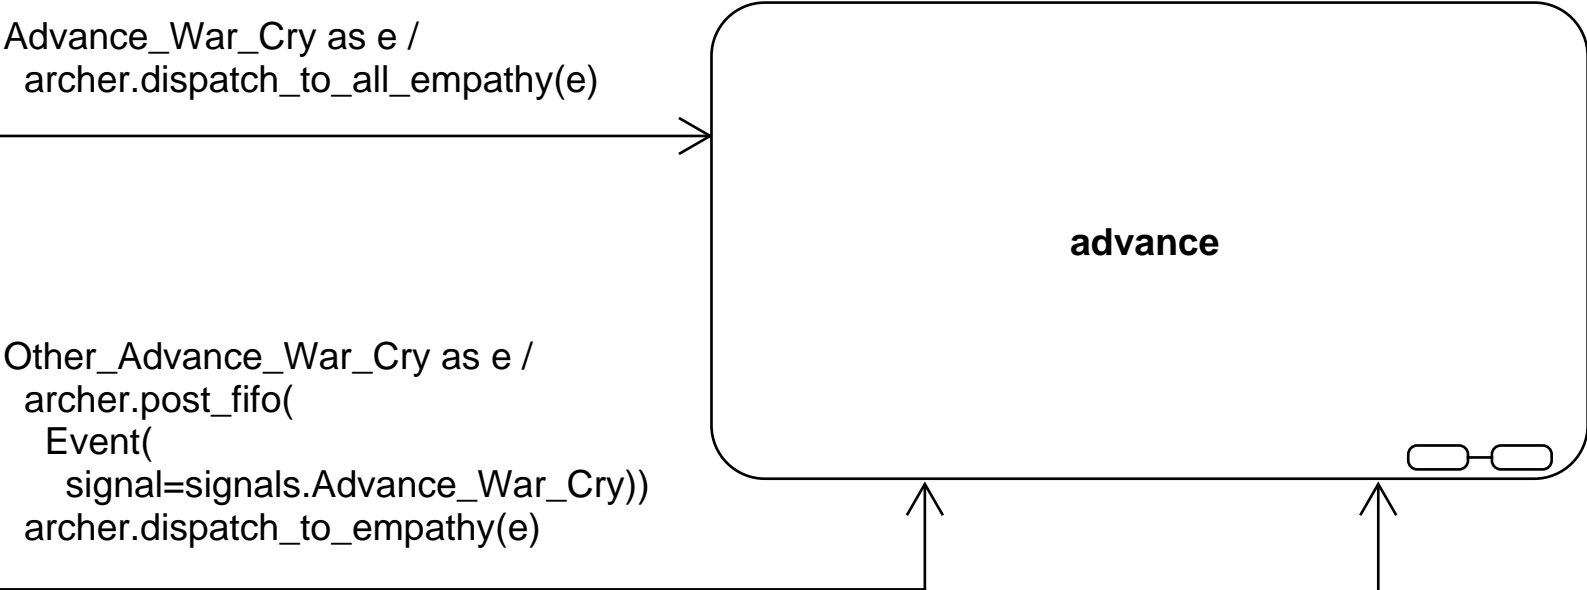 Advance_War_Cry as e /
archer.dispatch_to_all_empathy(e)
advance
Other_Advance_War_Cry as e /
archer.post_fifo(
Event(
signal=signals.Advance_War_Cry))
archer.dispatch_to_empathy(e)